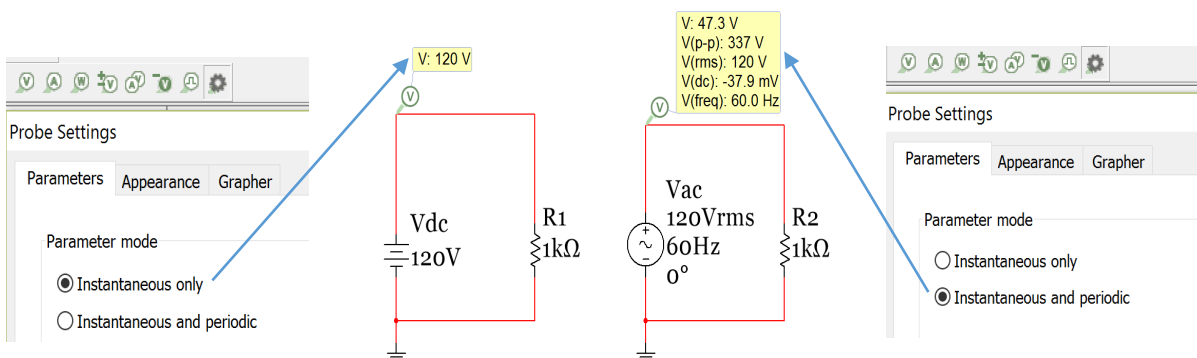 V A W V A V V
Probe Settings
Parameters Appearance Grapher
Parameter mode
Instantaneous only
Instantaneous and periodic
V: 120 V
V
Vdc
120V
R1
1kΩ
V: 47.3 V
V(p-p): 337 V
V(rms): 120 V
V(dc): -37.9 mV
V(freq): 60.0 Hz
V
Vac
120Vrms
60Hz
0°
R2
1kΩ
V A W V A V V
Probe Settings
Parameters Appearance Grapher
Parameter mode
Instantaneous only
Instantaneous and periodic